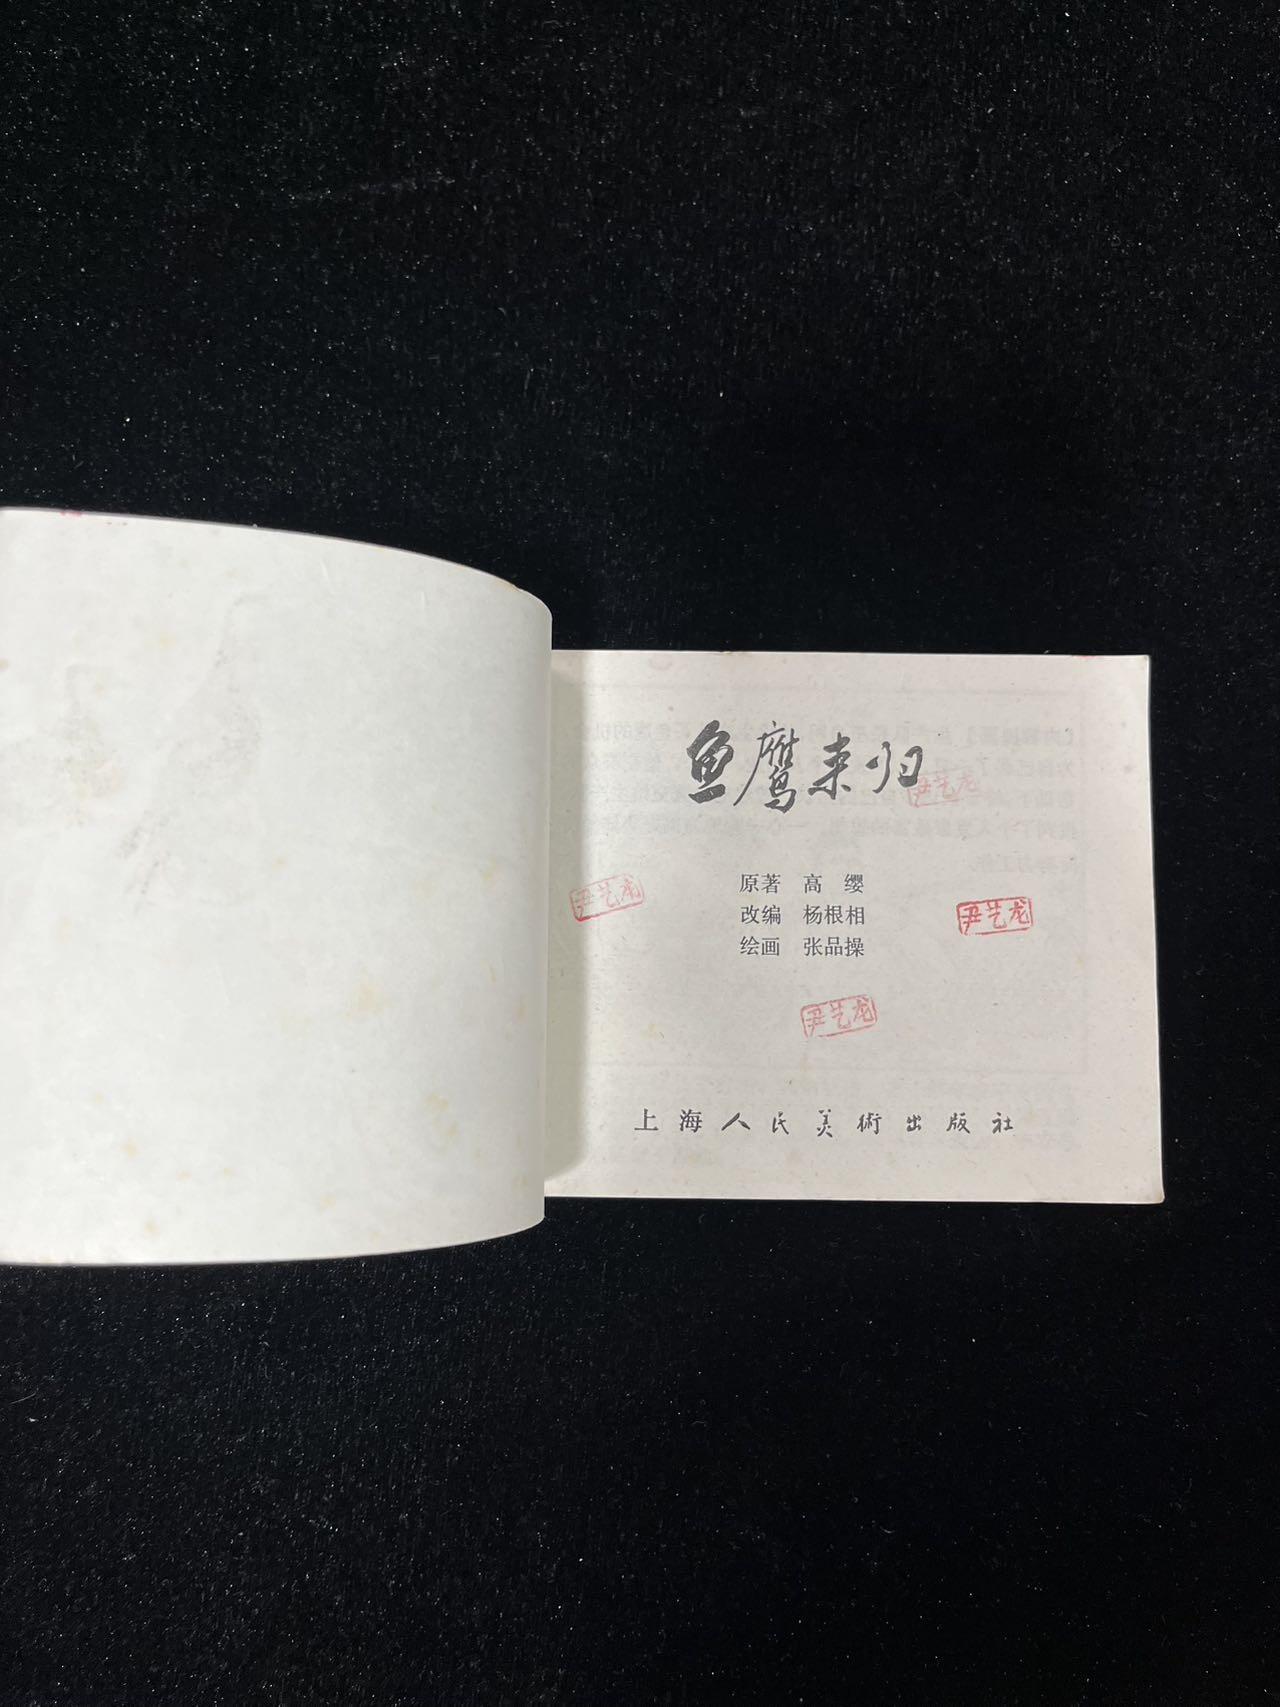 鱼鹰来归
尹艺龙
原著 高 缨
尹艺龙
改编 杨根相
尹艺龙
绘画 张品操
尹艺龙
上海人民美術出版社